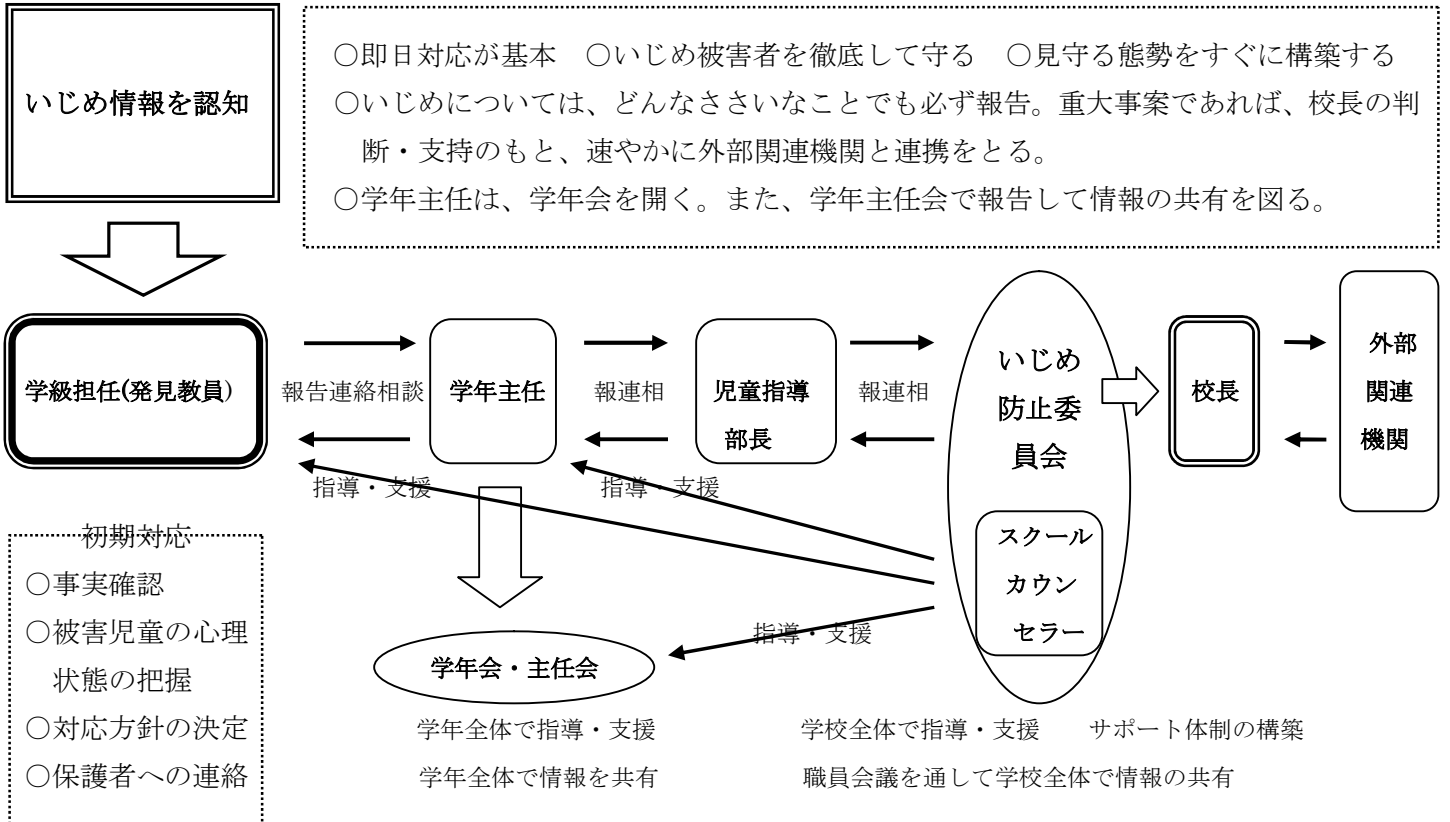 いじめ情報を認知
○即日対応が基本　○いじめ被害者を徹底して守る　○見守る態勢をすぐに構築する
○いじめについては、どんなささいなことでも必ず報告。重大事案であれば、校長の判
断・支持のもと、速やかに外部関連機関と連携をとる。
○学年主任は、学年会を開く。また、学年主任会で報告して情報の共有を図る。
学級担任(発見教員)
報告連絡相談
学年主任
報連相
児童指導
部長
報連相
いじめ
防止委
員会
校長
外部
関連
機関
指導・支援
指導・支援
スクール
カウン
セラー
指導・支援
学年会・主任会
初期対応
○事実確認
○被害児童の心理
状態の把握
○対応方針の決定
○保護者への連絡
学年全体で指導・支援
学年全体で情報を共有
学校全体で指導・支援　サポート体制の構築
職員会議を通して学校全体で情報の共有